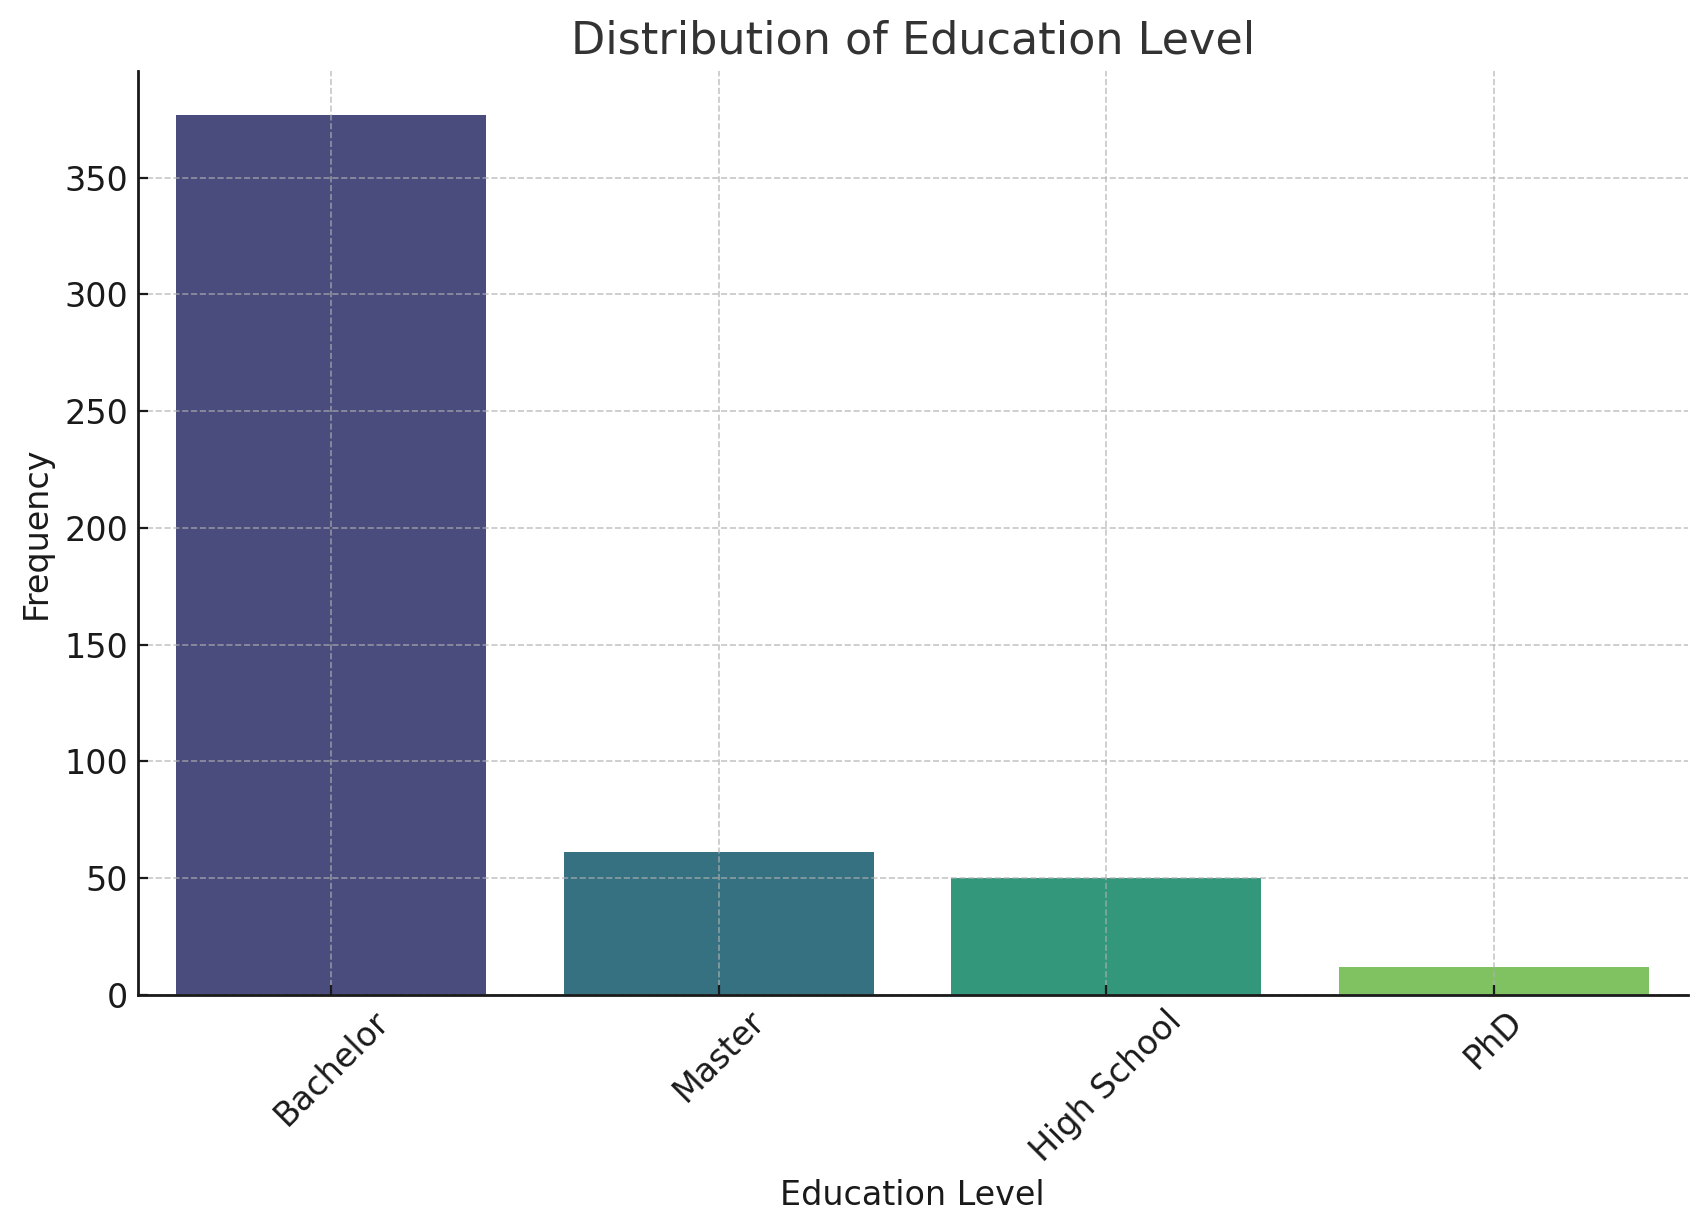 Distribution of Education Level
Frequency
350
300
250
200
150
100
50
0
Bachelor
Master
High School
PhD
Education Level